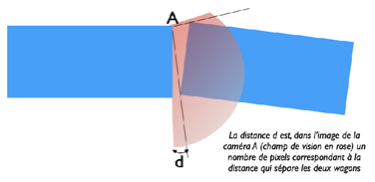 A
d
La distance d est, dans l'image de la
caméra A (champ de vision en rose) un
nombre de pixels correspondant à la
distance qui sépare les deux wagons